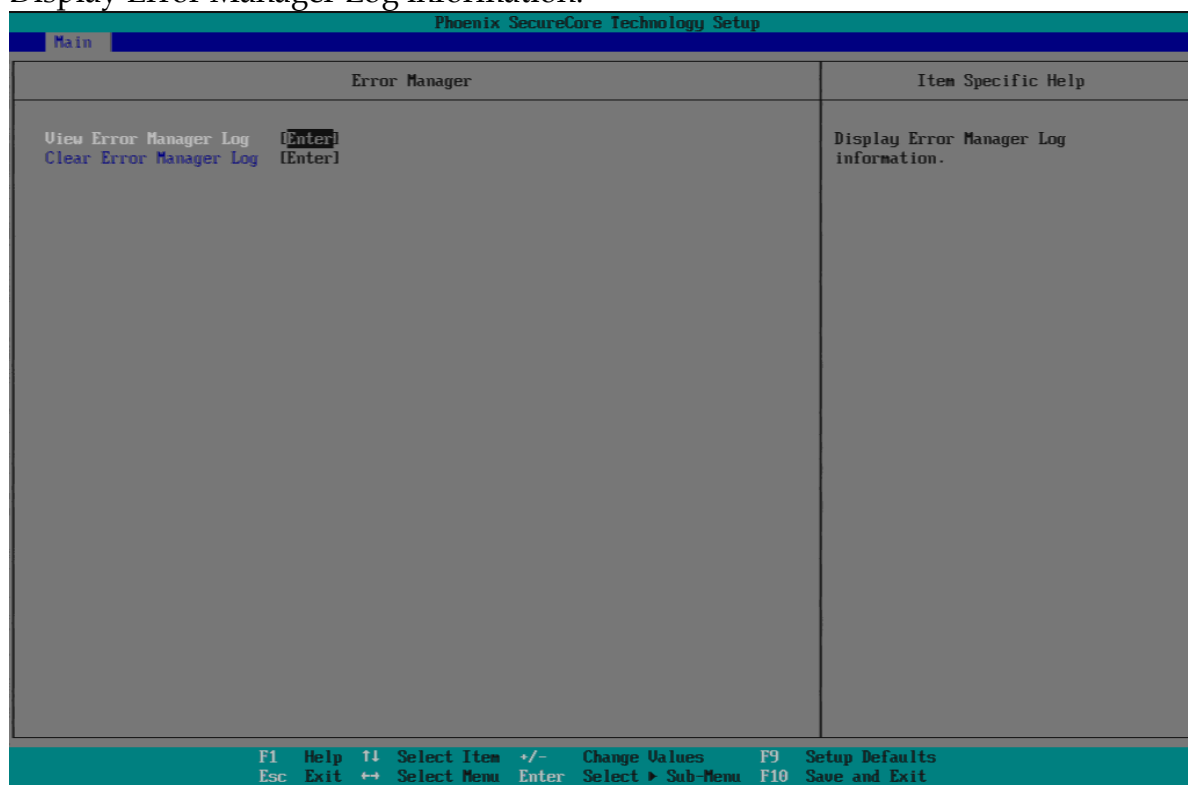 Display Error Manager Log information.
Phoenix SecureCore Technology Setup
Main
Error Manager
Item Specific Help
View Error Manager Log [Enter]
Clear Error Manager Log [Enter]
Display Error Manager Log
information.
F1 Help ↑↓ Select Item +/- Change Values F9 Setup Defaults
Esc Exit ↔ Select Menu Enter Select ▶ Sub-Menu F10 Save and Exit